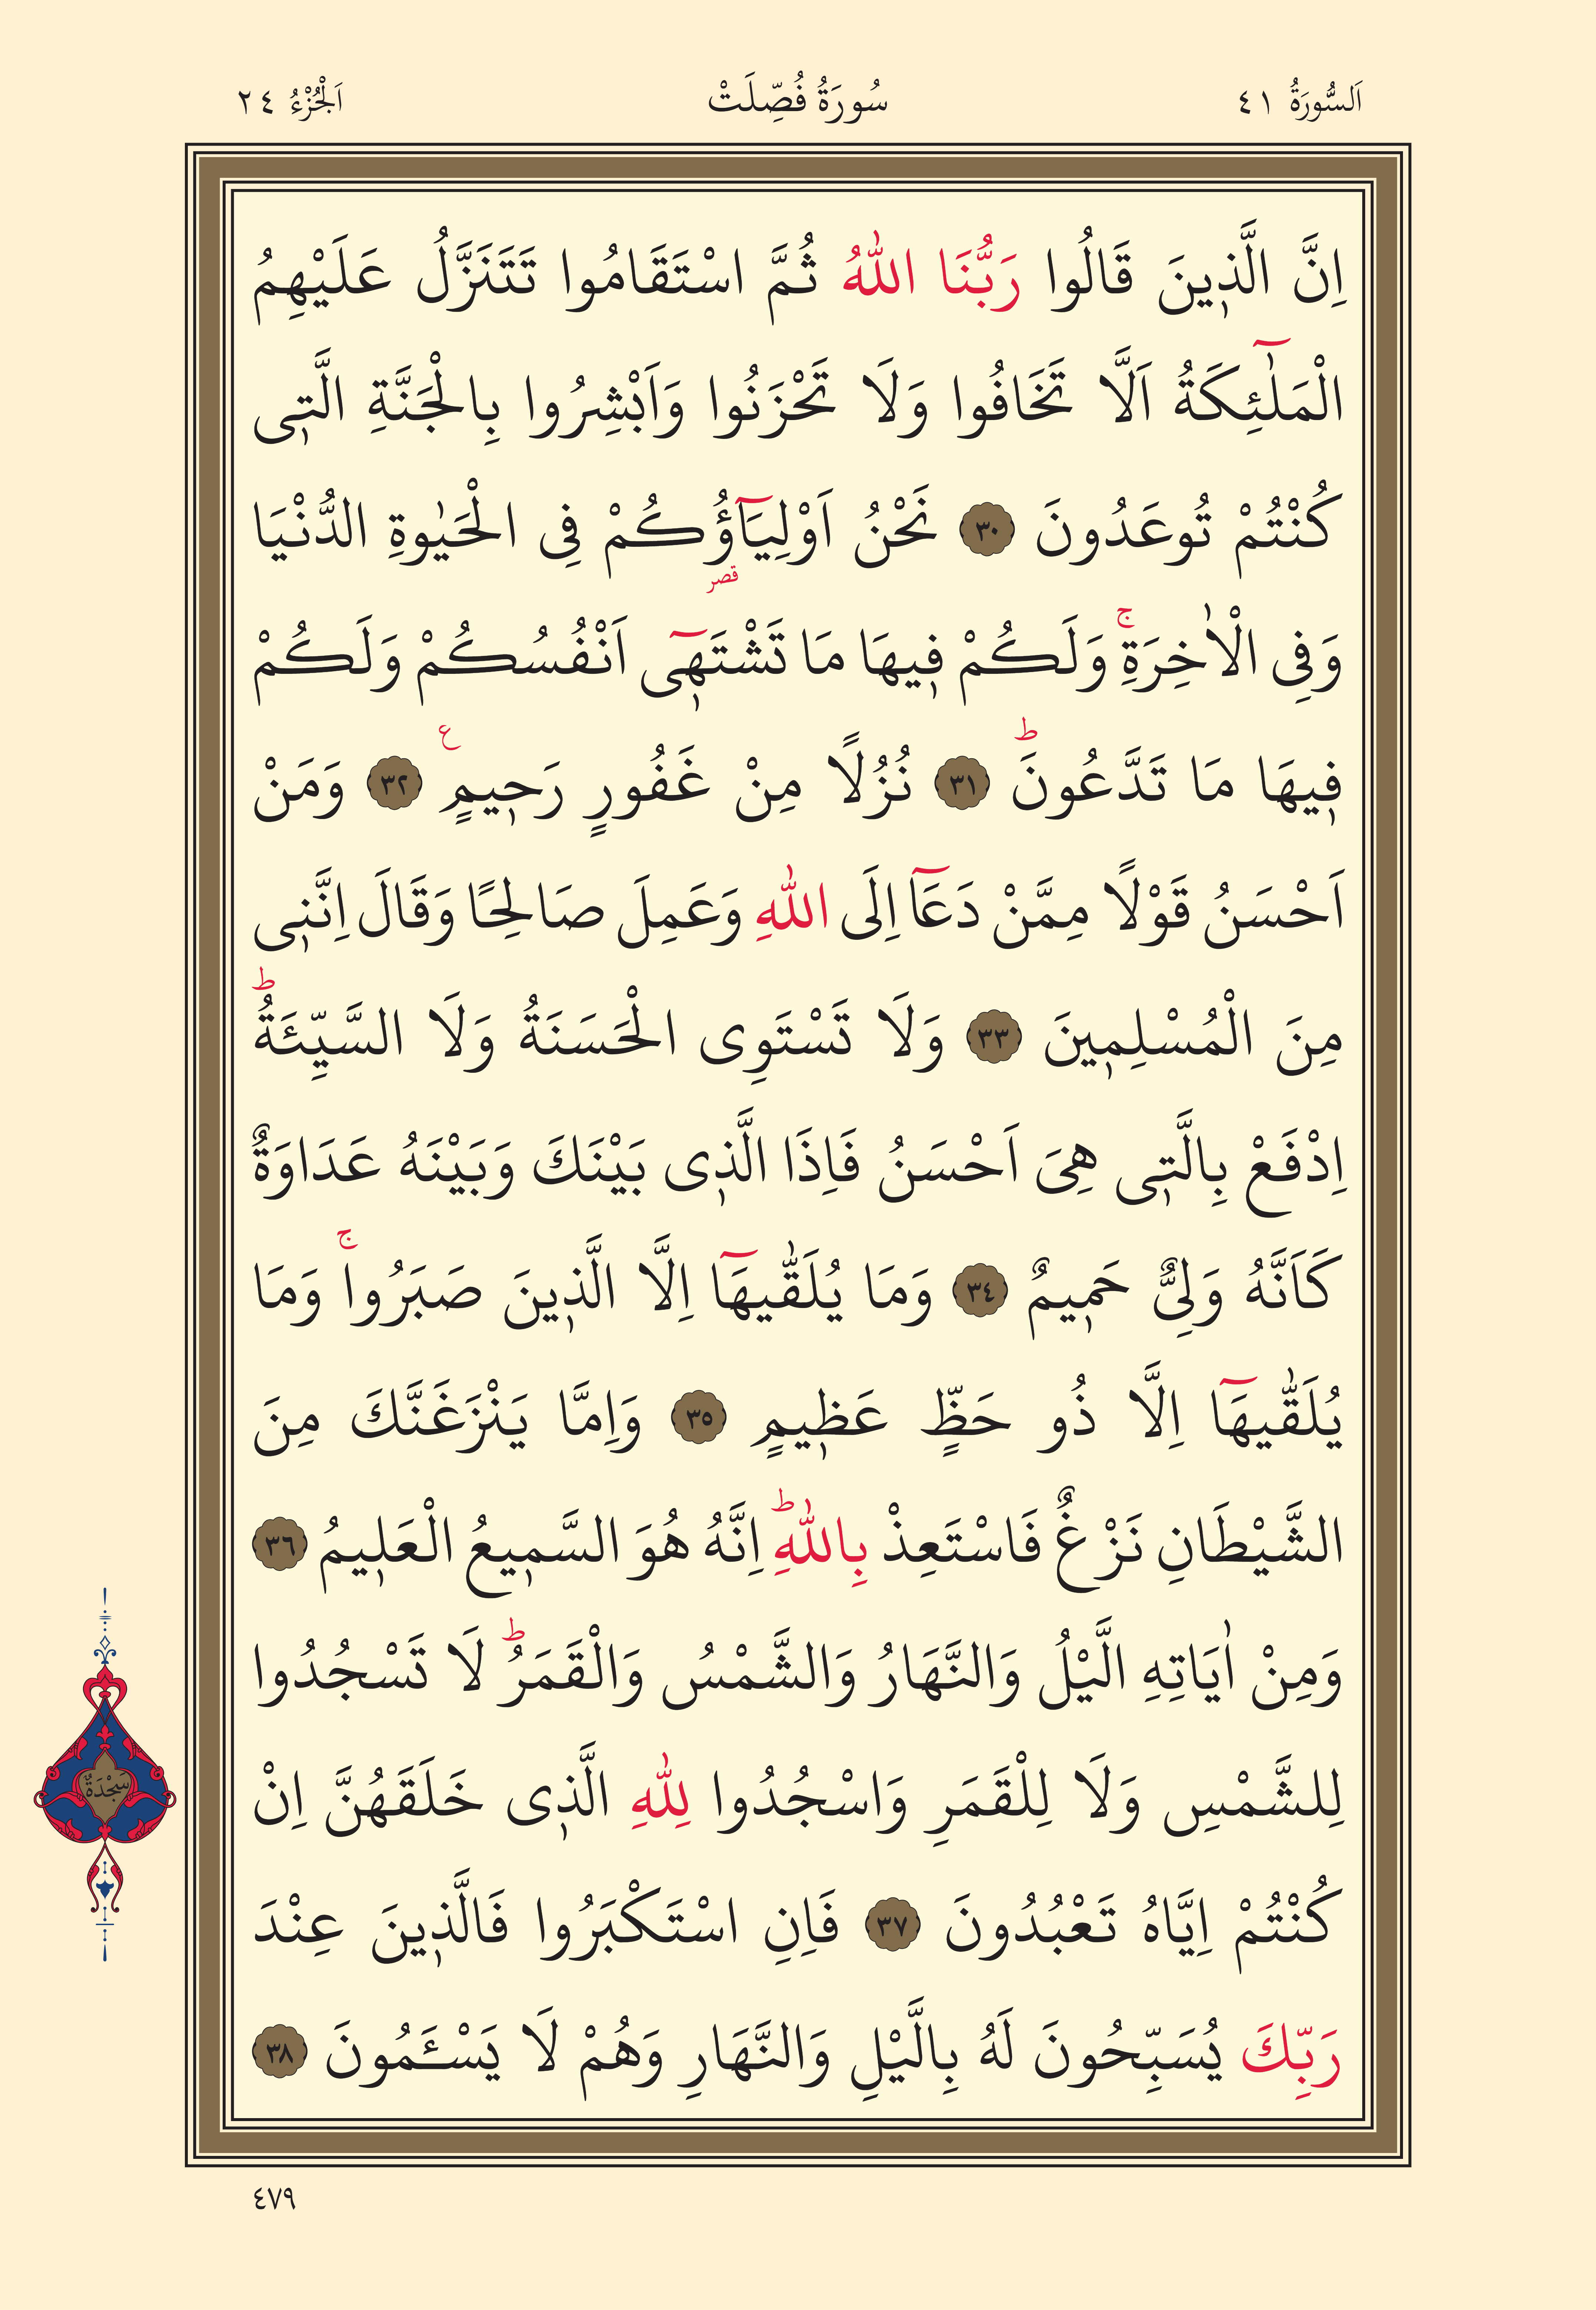 اَلسُّورَةُ ٤١ سُورَةُ فُصِّلَتْ اَلْجُزْءُ ٢٤
اِنَّ الَّذ۪ينَ قَالُوا رَبُّنَا اللّٰهُ ثُمَّ اسْتَقَامُوا تَتَنَزَّلُ عَلَيْهِمُ
الْمَلٰٓئِكَةُ اَلَّا تَخَافُوا وَلَا تَحْزَنُوا وَاَبْشِرُوا بِالْجَنَّةِ الَّت۪ي
كُنْتُمْ تُوعَدُونَ ٣٠ نَحْنُ اَوْلِيَٓاؤُ۬كُمْ فِي الْحَيٰوةِ الدُّنْيَا
قصر
وَفِي الْاٰخِرَةِۚ وَلَكُمْ ف۪يهَا مَا تَشْتَه۪ٓي اَنْفُسُكُمْ وَلَكُمْ
ف۪يهَا مَا تَدَّعُونَۜ ٣١ نُزُلًا مِنْ غَفُورٍ رَح۪يمٍ ع ٣٢ وَمَنْ
اَحْسَنُ قَوْلًا مِمَّنْ دَعَٓا اِلَى اللّٰهِ وَعَمِلَ صَالِحًا وَقَالَ اِنَّن۪ي
مِنَ الْمُسْلِم۪ينَ ٣٣ وَلَا تَسْتَوِي الْحَسَنَةُ وَلَا السَّيِّئَةُۜ
اِدْفَعْ بِالَّت۪ي هِيَ اَحْسَنُ فَاِذَا الَّذ۪ي بَيْنَكَ وَبَيْنَهُ عَدَاوَةٌ
كَاَنَّهُ وَلِيٌّ حَم۪يمٌ ٣٤ وَمَا يُلَقّٰيهَٓا اِلَّا الَّذ۪ينَ صَبَرُواۚ وَمَا
يُلَقّٰيهَٓا اِلَّا ذُو حَظٍّ عَظ۪يمٍ ٣٥ وَاِمَّا يَنْزَغَنَّكَ مِنَ
الشَّيْطَانِ نَزْغٌ فَاسْتَعِذْ بِاللّٰهِۜ اِنَّهُ هُوَ السَّم۪يعُ الْعَل۪يمُ ٣٦
وَمِنْ اٰيَاتِهِ الَّيْلُ وَالنَّهَارُ وَالشَّمْسُ وَالْقَمَرُۜ لَا تَسْجُدُوا
لِلشَّمْسِ وَلَا لِلْقَمَرِ وَاسْجُدُوا لِلّٰهِ الَّذ۪ي خَلَقَهُنَّ اِنْ
سَجْدَةٌ
كُنْتُمْ اِيَّاهُ تَعْبُدُونَ ٣٧ فَاِنِ اسْتَكْبَرُوا فَالَّذ۪ينَ عِنْدَ
رَبِّكَ يُسَبِّحُونَ لَهُ بِالَّيْلِ وَالنَّهَارِ وَهُمْ لَا يَسْـَٔمُونَ ٣٨
٤٧٩